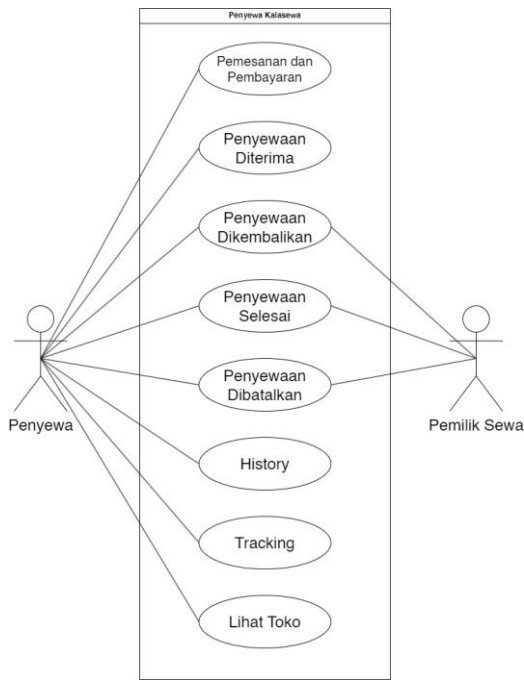 Penyewa Kalasewa
Pemesanan dan
Pembayaran
Penyewaan
Diterima
Penyewaan
Dikembalikan
Penyewaan
Selesai
Penyewaan
Dibatalkan
Penyewa
Pemilik Sewa
History
Tracking
Lihat Toko